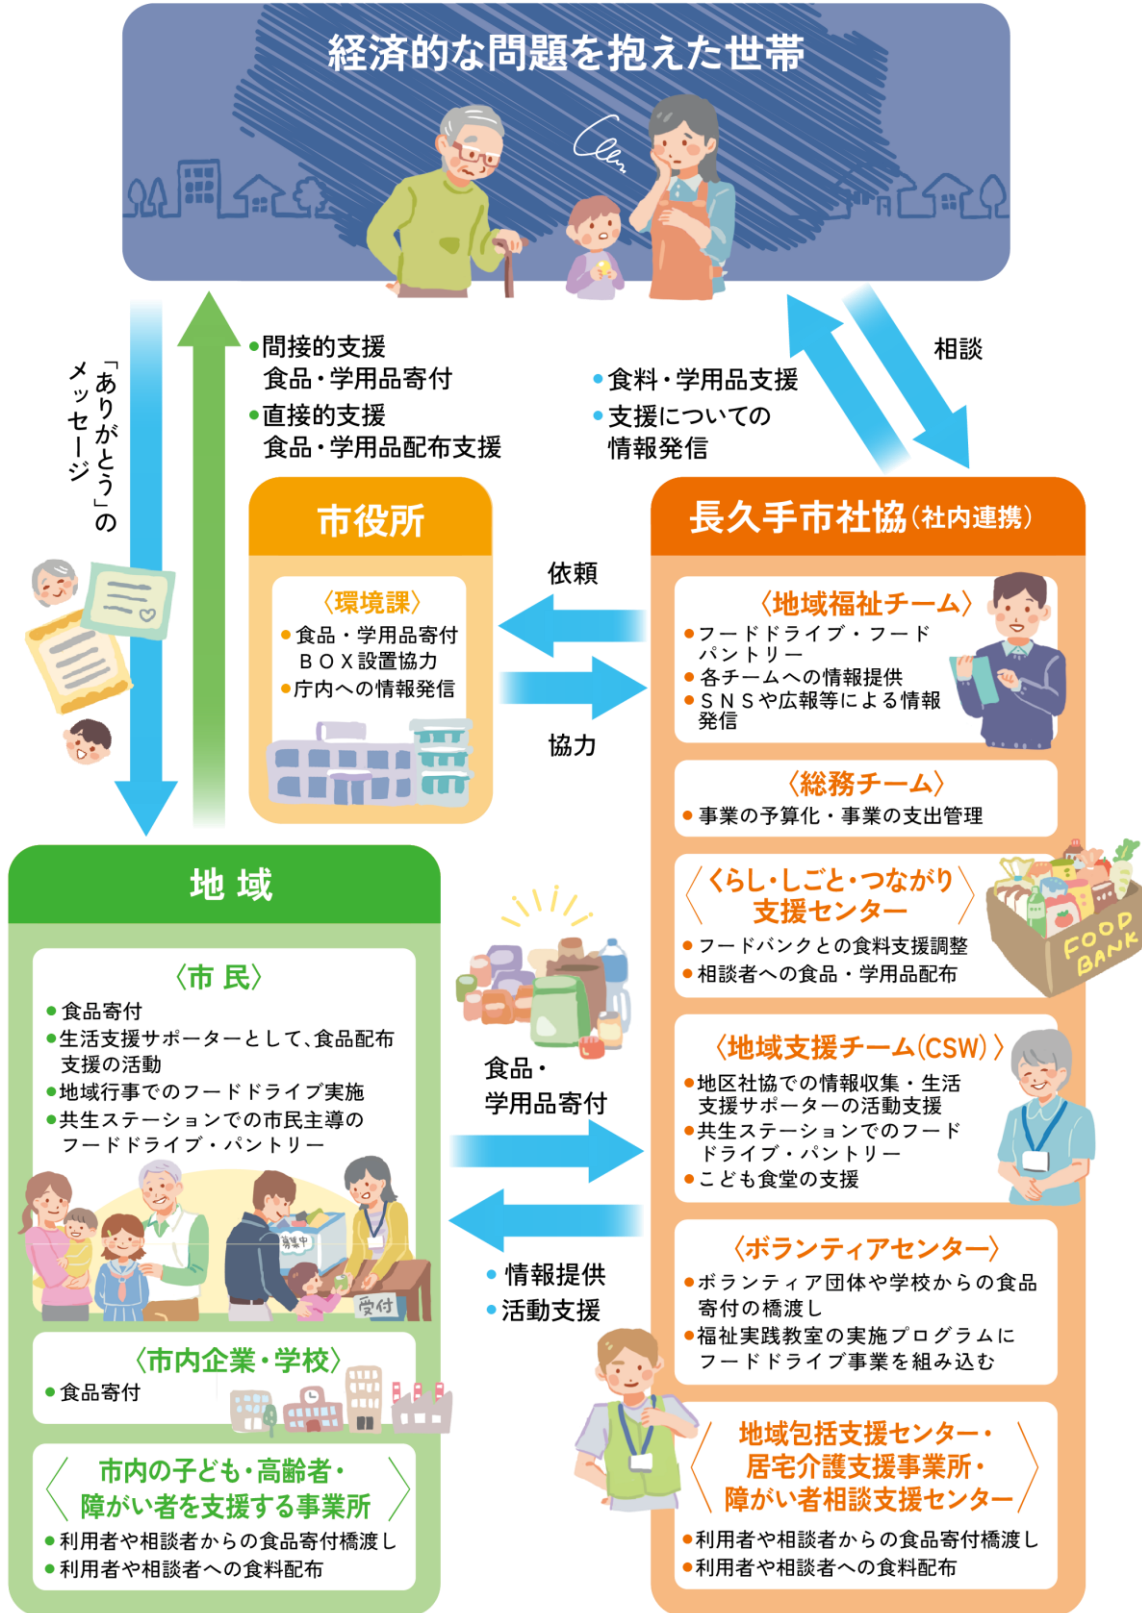 経済的な問題を抱えた世帯
「ありがとう」の
メッセージ
●間接的支援
食品・学用品寄付
●直接的支援
食品・学用品配布支援
●食料・学用品支援
●支援についての
情報発信
相談
市役所
〈環境課〉
●食品・学用品寄付
ＢＯＸ設置協力
●庁内への情報発信
依頼
協力
長久手市社協（社内連携）
〈地域福祉チーム〉
●フードドライブ・フード
パントリー
●各チームへの情報提供
●ＳＮＳや広報等による情報
発信
〈総務チーム〉
●事業の予算化・事業の支出管理
〈くらし・しごと・つながり
支援センター〉
●フードバンクとの食料支援調整
●相談者への食品・学用品配布
FOOD
BANK
〈地域支援チーム(CSW)〉
●地区社協での情報収集・生活
支援サポーターの活動支援
●共生ステーションでのフード
ドライブ・パントリー
●こども食堂の支援
〈ボランティアセンター〉
●ボランティア団体や学校からの食品
寄付の橋渡し
●福祉実践教室の実施プログラムに
フードドライブ事業を組み込む
〈地域包括支援センター・
居宅介護支援事業所・
障がい者相談支援センター〉
●利用者や相談者からの食品寄付橋渡し
●利用者や相談者への食料配布
食品・
学用品寄付
●情報提供
●活動支援
地域
〈市民〉
●食品寄付
●生活支援サポーターとして、食品配布
支援の活動
●地域行事でのフードドライブ実施
●共生ステーションでの市民主導の
フードドライブ・パントリー
募集中
受付
〈市内企業・学校〉
●食品寄付
〈市内の子ども・高齢者・
障がい者を支援する事業所〉
●利用者や相談者からの食品寄付橋渡し
●利用者や相談者への食料配布